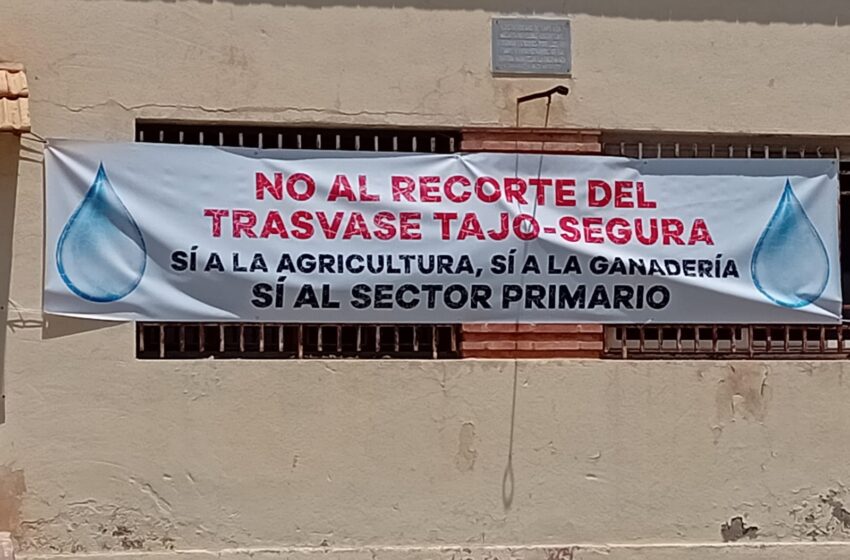 NO AL RECORTE DEL
TRASVASE TAJO-SEGURA
SÍ A LA AGRICULTURA, SÍ A LA GANADERÍA
SÍ AL SECTOR PRIMARIO